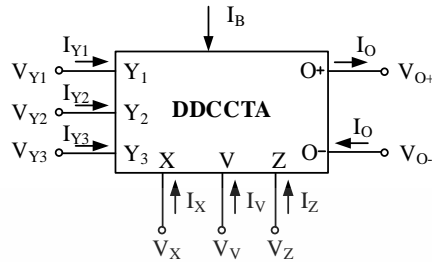 I_B
I_Y1 I_O
V_Y1 Y_1 O+ V_O+
I_Y2
V_Y2 Y_2 DDCCTA
I_Y3 I_O
V_Y3 Y_3 X V Z O− V_O-
I_X I_V I_Z
V_X V_V V_Z